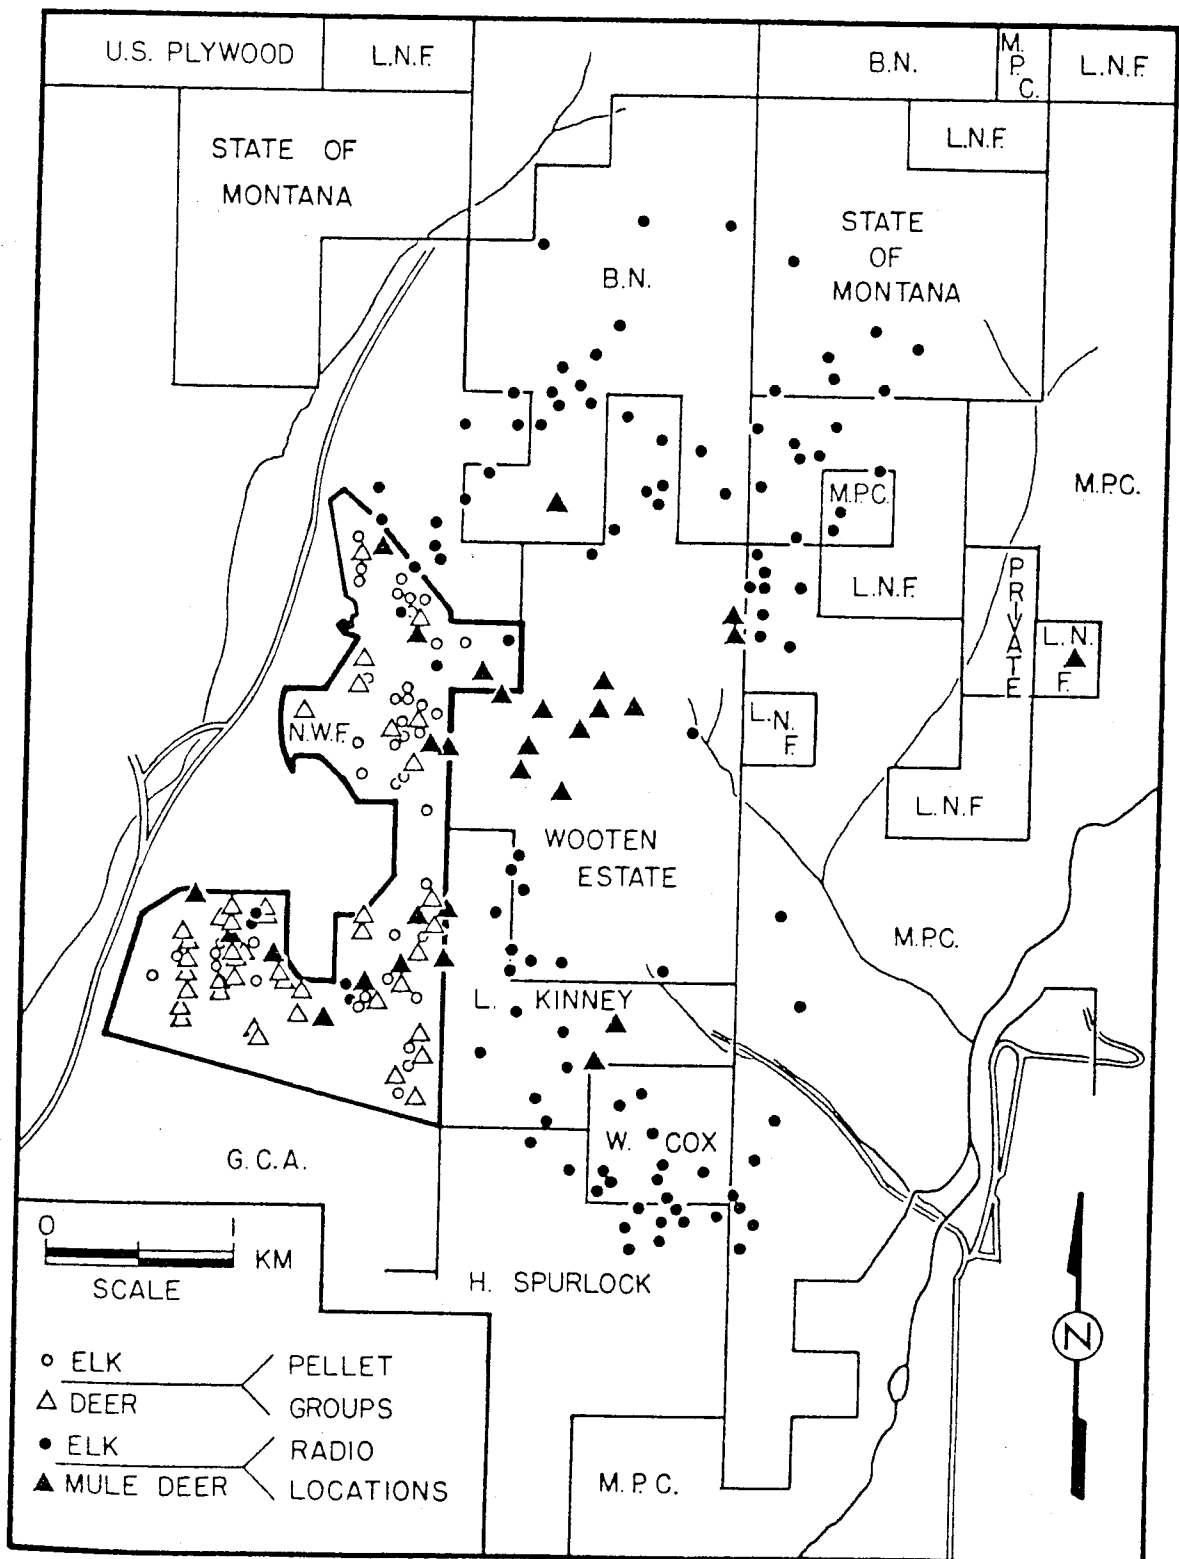 U.S. PLYWOOD
L.N.F.
B.N.
M.
P.
C.
L.N.F.
STATE OF
MONTANA
L.N.F.
STATE
OF
MONTANA
B.N.
M.P.C.
M.P.C.
L.N.F.
PRIVATE
L.N.
F.
N.W.F.
L.N.
F.
L.N.F
WOOTEN
ESTATE
M.P.C.
L. KINNEY
W. COX
G.C.A.
0 1
KM
SCALE
H. SPURLOCK
N
ELK
DEER
PELLET
GROUPS
ELK
MULE DEER
RADIO
LOCATIONS
M.P.C.